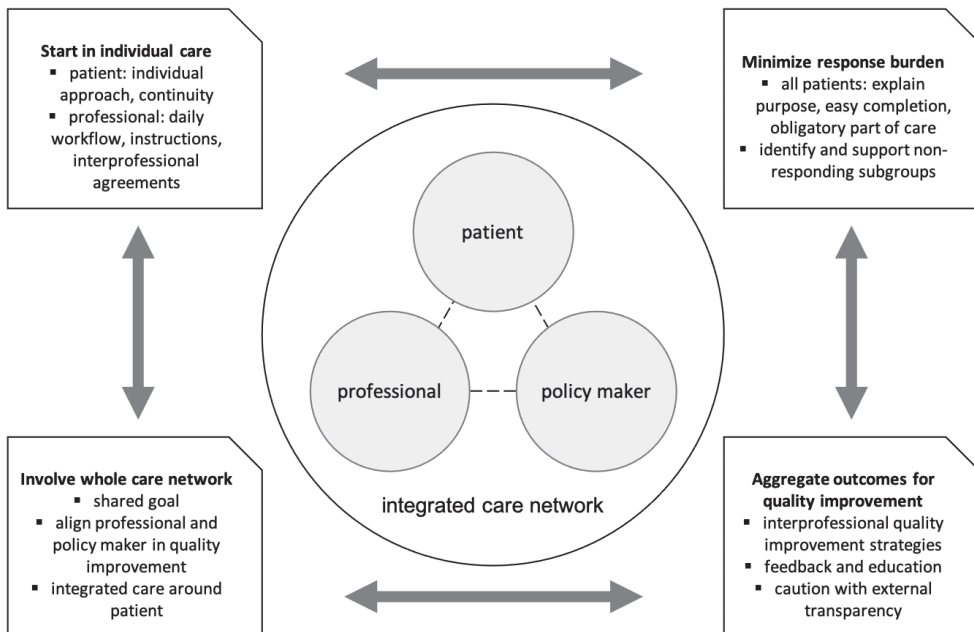 Start in individual care
▪ patient: individual
approach, continuity
▪ professional: daily
workflow, instructions,
interprofessional
agreements
Minimize response burden
▪ all patients: explain
purpose, easy completion,
obligatory part of care
▪ identify and support non-
responding subgroups
patient
professional
policy maker
integrated care network
Involve whole care network
▪ shared goal
▪ align professional and
policy maker in quality
improvement
▪ integrated care around
patient
Aggregate outcomes for
quality improvement
▪ interprofessional quality
improvement strategies
▪ feedback and education
▪ caution with external
transparency